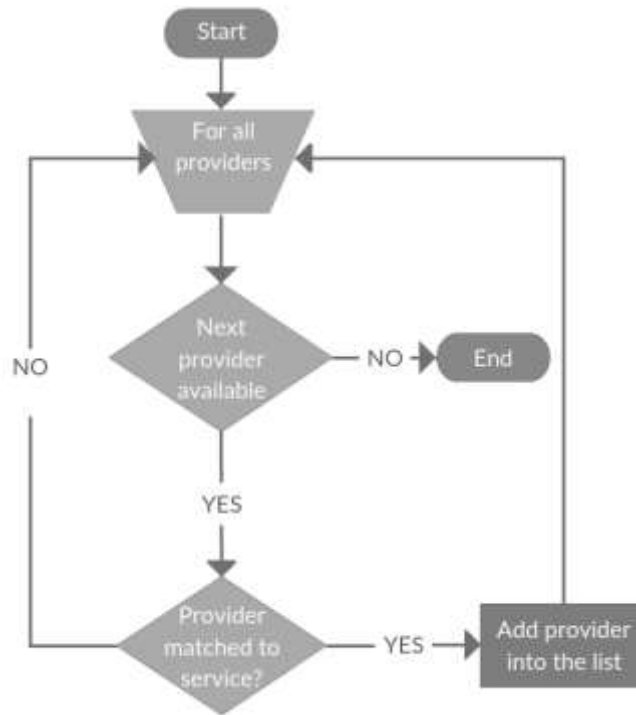 Start
For all
providers
Next
provider
available
NO
End
NO
YES
Provider
matched to
service?
YES
Add provider
into the list